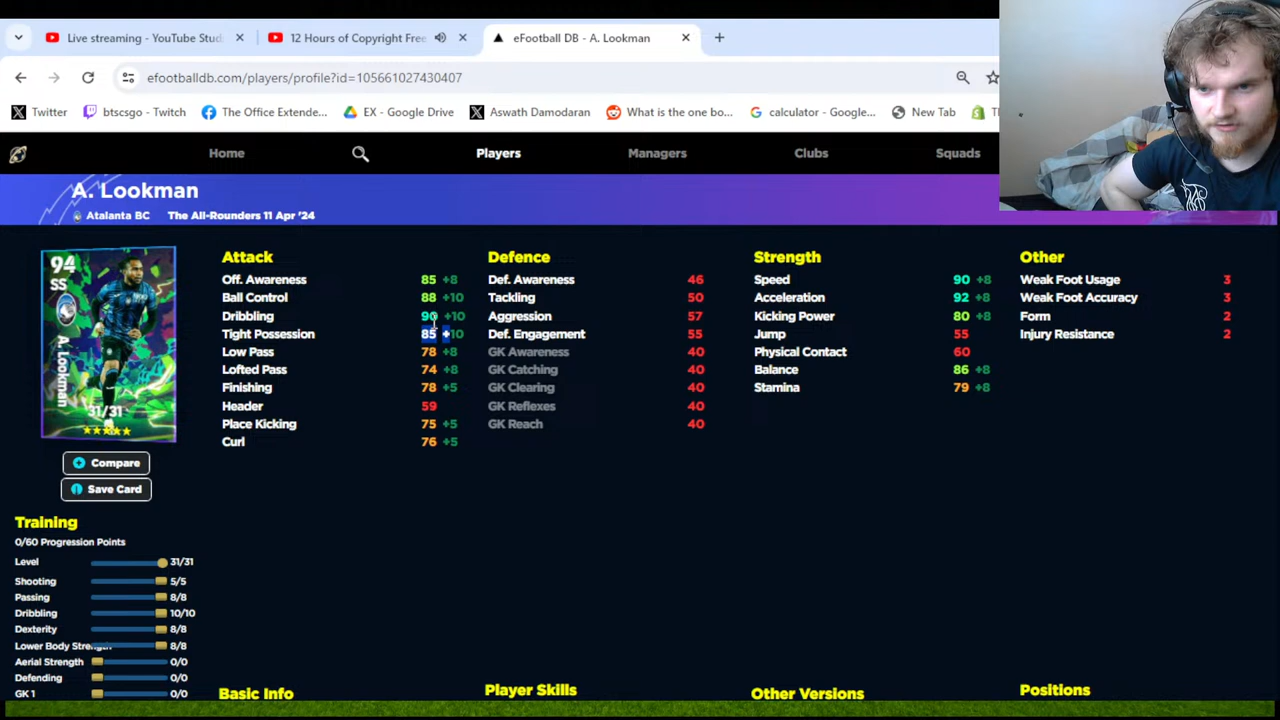 Live streaming - YouTube Stud
12 Hours of Copyright Free
eFootball DB - A. Lookman
efootballdb.com/players/profile?id=105661027430407
Twitter
btscsgo - Twitch
The Office Extende...
EX - Google Drive
Aswath Damodaran
What is the one bo...
calculator - Google...
New Tab
Home
Players
Managers
Clubs
Squads
A. Lookman
Atalanta BC
The All-Rounders 11 Apr '24
94
SS
A. Lookman
31/31
Compare
Save Card
Attack
Off. Awareness 85 +8
Ball Control 88 +10
Dribbling 90 +10
Tight Possession 85 +10
Low Pass 78 +8
Lofted Pass 74 +8
Finishing 78 +5
Header 59
Place Kicking 75 +5
Curl 76 +5
Defence
Def. Awareness 46
Tackling 50
Aggression 57
Def. Engagement 55
GK Awareness 40
GK Catching 40
GK Clearing 40
GK Reflexes 40
GK Reach 40
Strength
Speed 90 +8
Acceleration 92 +8
Kicking Power 80 +8
Jump 55
Physical Contact 60
Balance 86 +8
Stamina 79 +8
Other
Weak Foot Usage 3
Weak Foot Accuracy 3
Form 2
Injury Resistance 2
Training
0/60 Progression Points
Level 31/31
Shooting 5/5
Passing 8/8
Dribbling 10/10
Dexterity 8/8
Lower Body Strength 8/8
Aerial Strength 0/0
Defending 0/0
GK 1 0/0
Basic Info
Player Skills
Other Versions
Positions